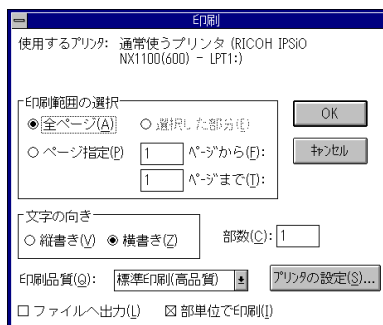 印刷
使用するプリンタ: 通常使うプリンタ (RICOH IPSiO
NX1100(600) – LPT1:)
印刷範囲の選択
全ページ(A) 選択した部分(E) OK
ページ指定(P) 1 ページから(F): キャンセル
1 ページまで(T):
文字の向き
縦書き(V) 横書き(Z) 部数(C): 1
印刷品質(Q): 標準印刷(高品質) プリンタの設定(S)...
ファイルへ出力(L) 部単位で印刷(I)